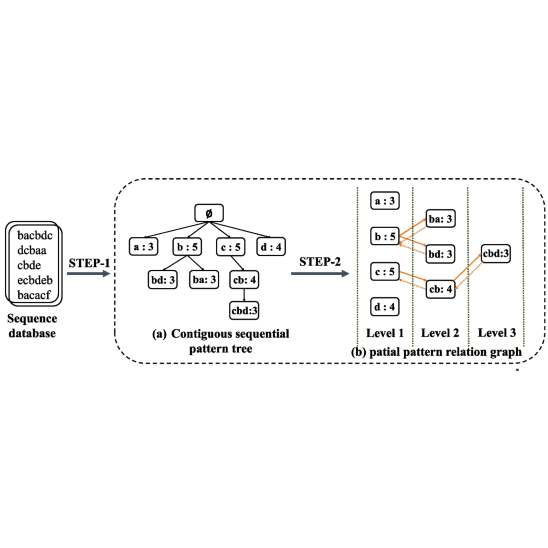 bacbdc
dcbaa
cbde
ecbdeb
bacacf
Sequence
database
STEP-1
ø
a : 3
b : 5
c : 5
d : 4
bd: 3
ba: 3
cb: 4
cbd:3
(a) Contiguous sequential
pattern tree
STEP-2
a : 3
ba: 3
b : 5
bd: 3
cbd:3
c : 5
cb: 4
d : 4
Level 1
Level 2
Level 3
(b) patial pattern relation graph